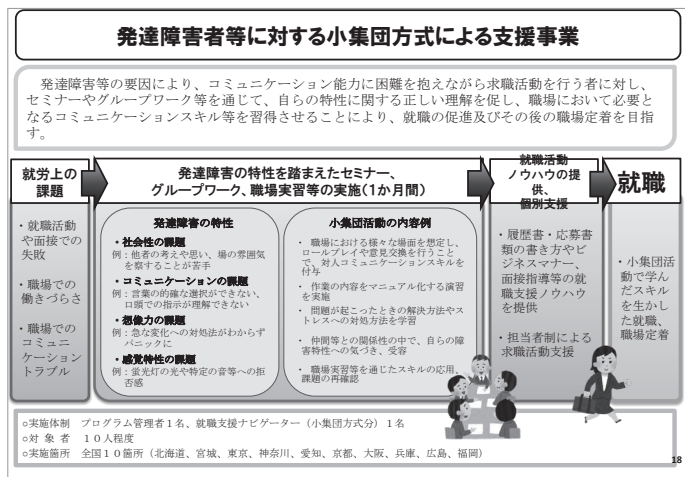 発達障害者等に対する小集団方式による支援事業
発達障害等の要因により、コミュニケーション能力に困難を抱えながら求職活動を行う者に対し、
セミナーやグループワーク等を通じて、自らの特性に関する正しい理解を促し、職場において必要と
なるコミュニケーションスキル等を習得させることにより、就職の促進及びその後の職場定着を目指
す。
就労上の
課題
・就職活動
や面接での
失敗
・職場での
働きづらさ
・職場での
コミュニ
ケーション
トラブル
発達障害の特性を踏まえたセミナー、
グループワーク、職場実習等の実施（1か月間）
発達障害の特性
・社会性の課題
例：他者の考えや思い、場の雰囲気
を察することが苦手
・コミュニケーションの課題
例：言葉の的確な選択ができない、
口頭での指示が理解できない
・想像力の課題
例：急な変化への対処法がわからず
パニックに
・感覚特性の課題
例：蛍光灯の光や特定の音等への拒
否感
小集団活動の内容例
・ 職場における様々な場面を想定し、
ロールプレイや意見交換を行うこと
で、対人コミュニケーションスキルを
付与
・ 作業の内容をマニュアル化する演習
を実施
・ 問題が起こったときの解決方法やス
トレスへの対処方法を学習
・ 仲間等との関係性の中で、自らの障
害特性への気づき、受容
・ 職場実習等を通じたスキルの応用、
課題の再確認
就職活動
ノウハウの提
供、
個別支援
・履歴書・応募書
類の書き方やビ
ジネスマナー、
面接指導等の就
職支援ノウハウ
を提供
・担当者制による
求職活動支援
就職
・小集団活
動で学ん
だスキル
を生かし
た就職、
職場定着
○実施体制 プログラム管理者１名、就職支援ナビゲーター（小集団方式分）１名
○対 象 者 １０人程度
○実施箇所 全国１０箇所（北海道、宮城、東京、神奈川、愛知、京都、大阪、兵庫、広島、福岡）
18